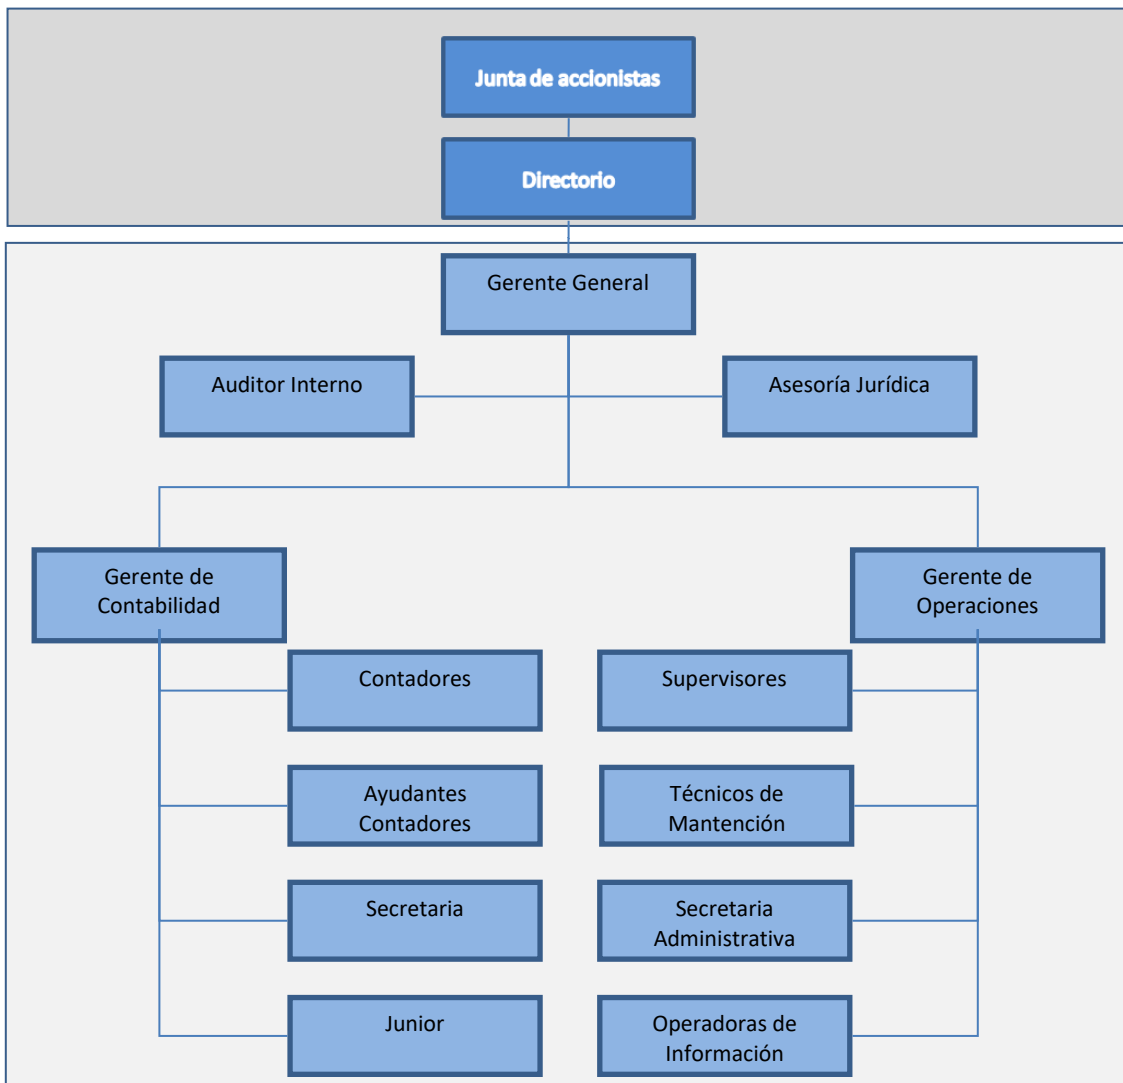 Junta de accionistas
Directorio
Gerente General
Auditor Interno
Asesoría Jurídica
Gerente de
Contabilidad
Gerente de
Operaciones
Contadores
Supervisores
Ayudantes
Contadores
Técnicos de
Mantención
Secretaria
Secretaria
Administrativa
Junior
Operadoras de
Información